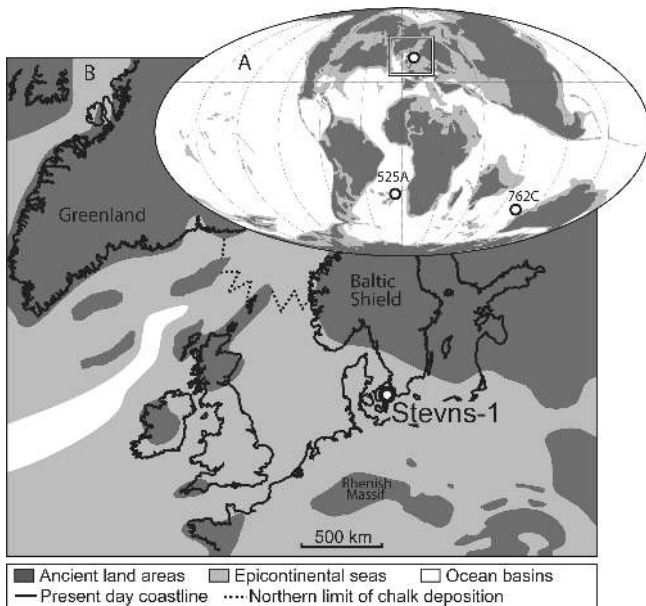 B
A
525A
762C
Greenland
Baltic
Shield
Stevns-1
Rhenish
Massif
500 km
Ancient land areas Epicontinental seas Ocean basins
Present day coastline Northern limit of chalk deposition